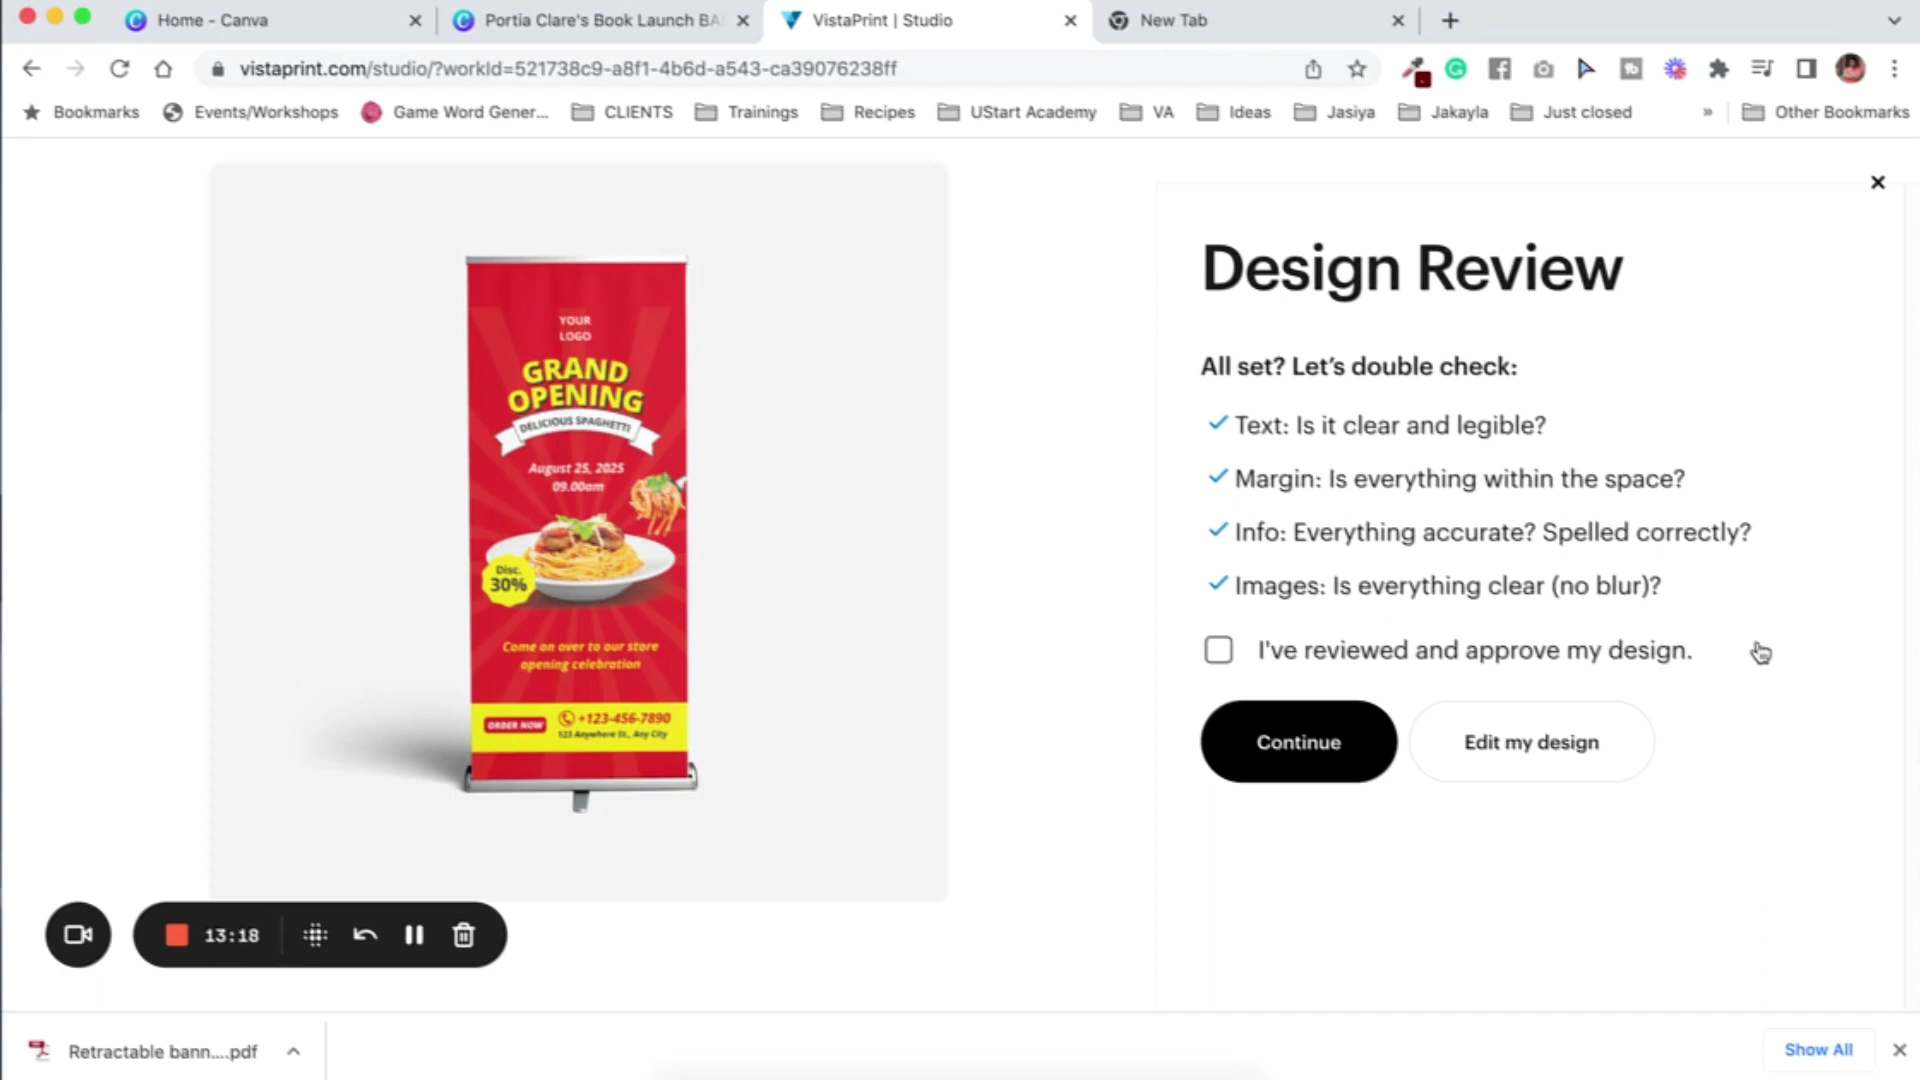 Home - Canva
Portia Clare's Book Launch BA
VistaPrint | Studio
New Tab
vistaprint.com/studio/?workId=521738c9-a8f1-4b6d-a543-ca39076238ff
Bookmarks
Events/Workshops
Game Word Gener...
CLIENTS
Trainings
Recipes
UStart Academy
VA
Ideas
Jasiya
Jakayla
Just closed
»
Other Bookmarks
YOUR
LOGO
GRAND
OPENING
DELICIOUS SPAGHETTI
August 25, 2025
09.00am
Disc.
30%
Come on over to our store
opening celebration
ORDER NOW
+123-456-7890
123 Anywhere St., Any City
Design Review
All set? Let’s double check:
Text: Is it clear and legible?
Margin: Is everything within the space?
Info: Everything accurate? Spelled correctly?
Images: Is everything clear (no blur)?
I've reviewed and approve my design.
Continue
Edit my design
13:18
Retractable bann....pdf
Show All